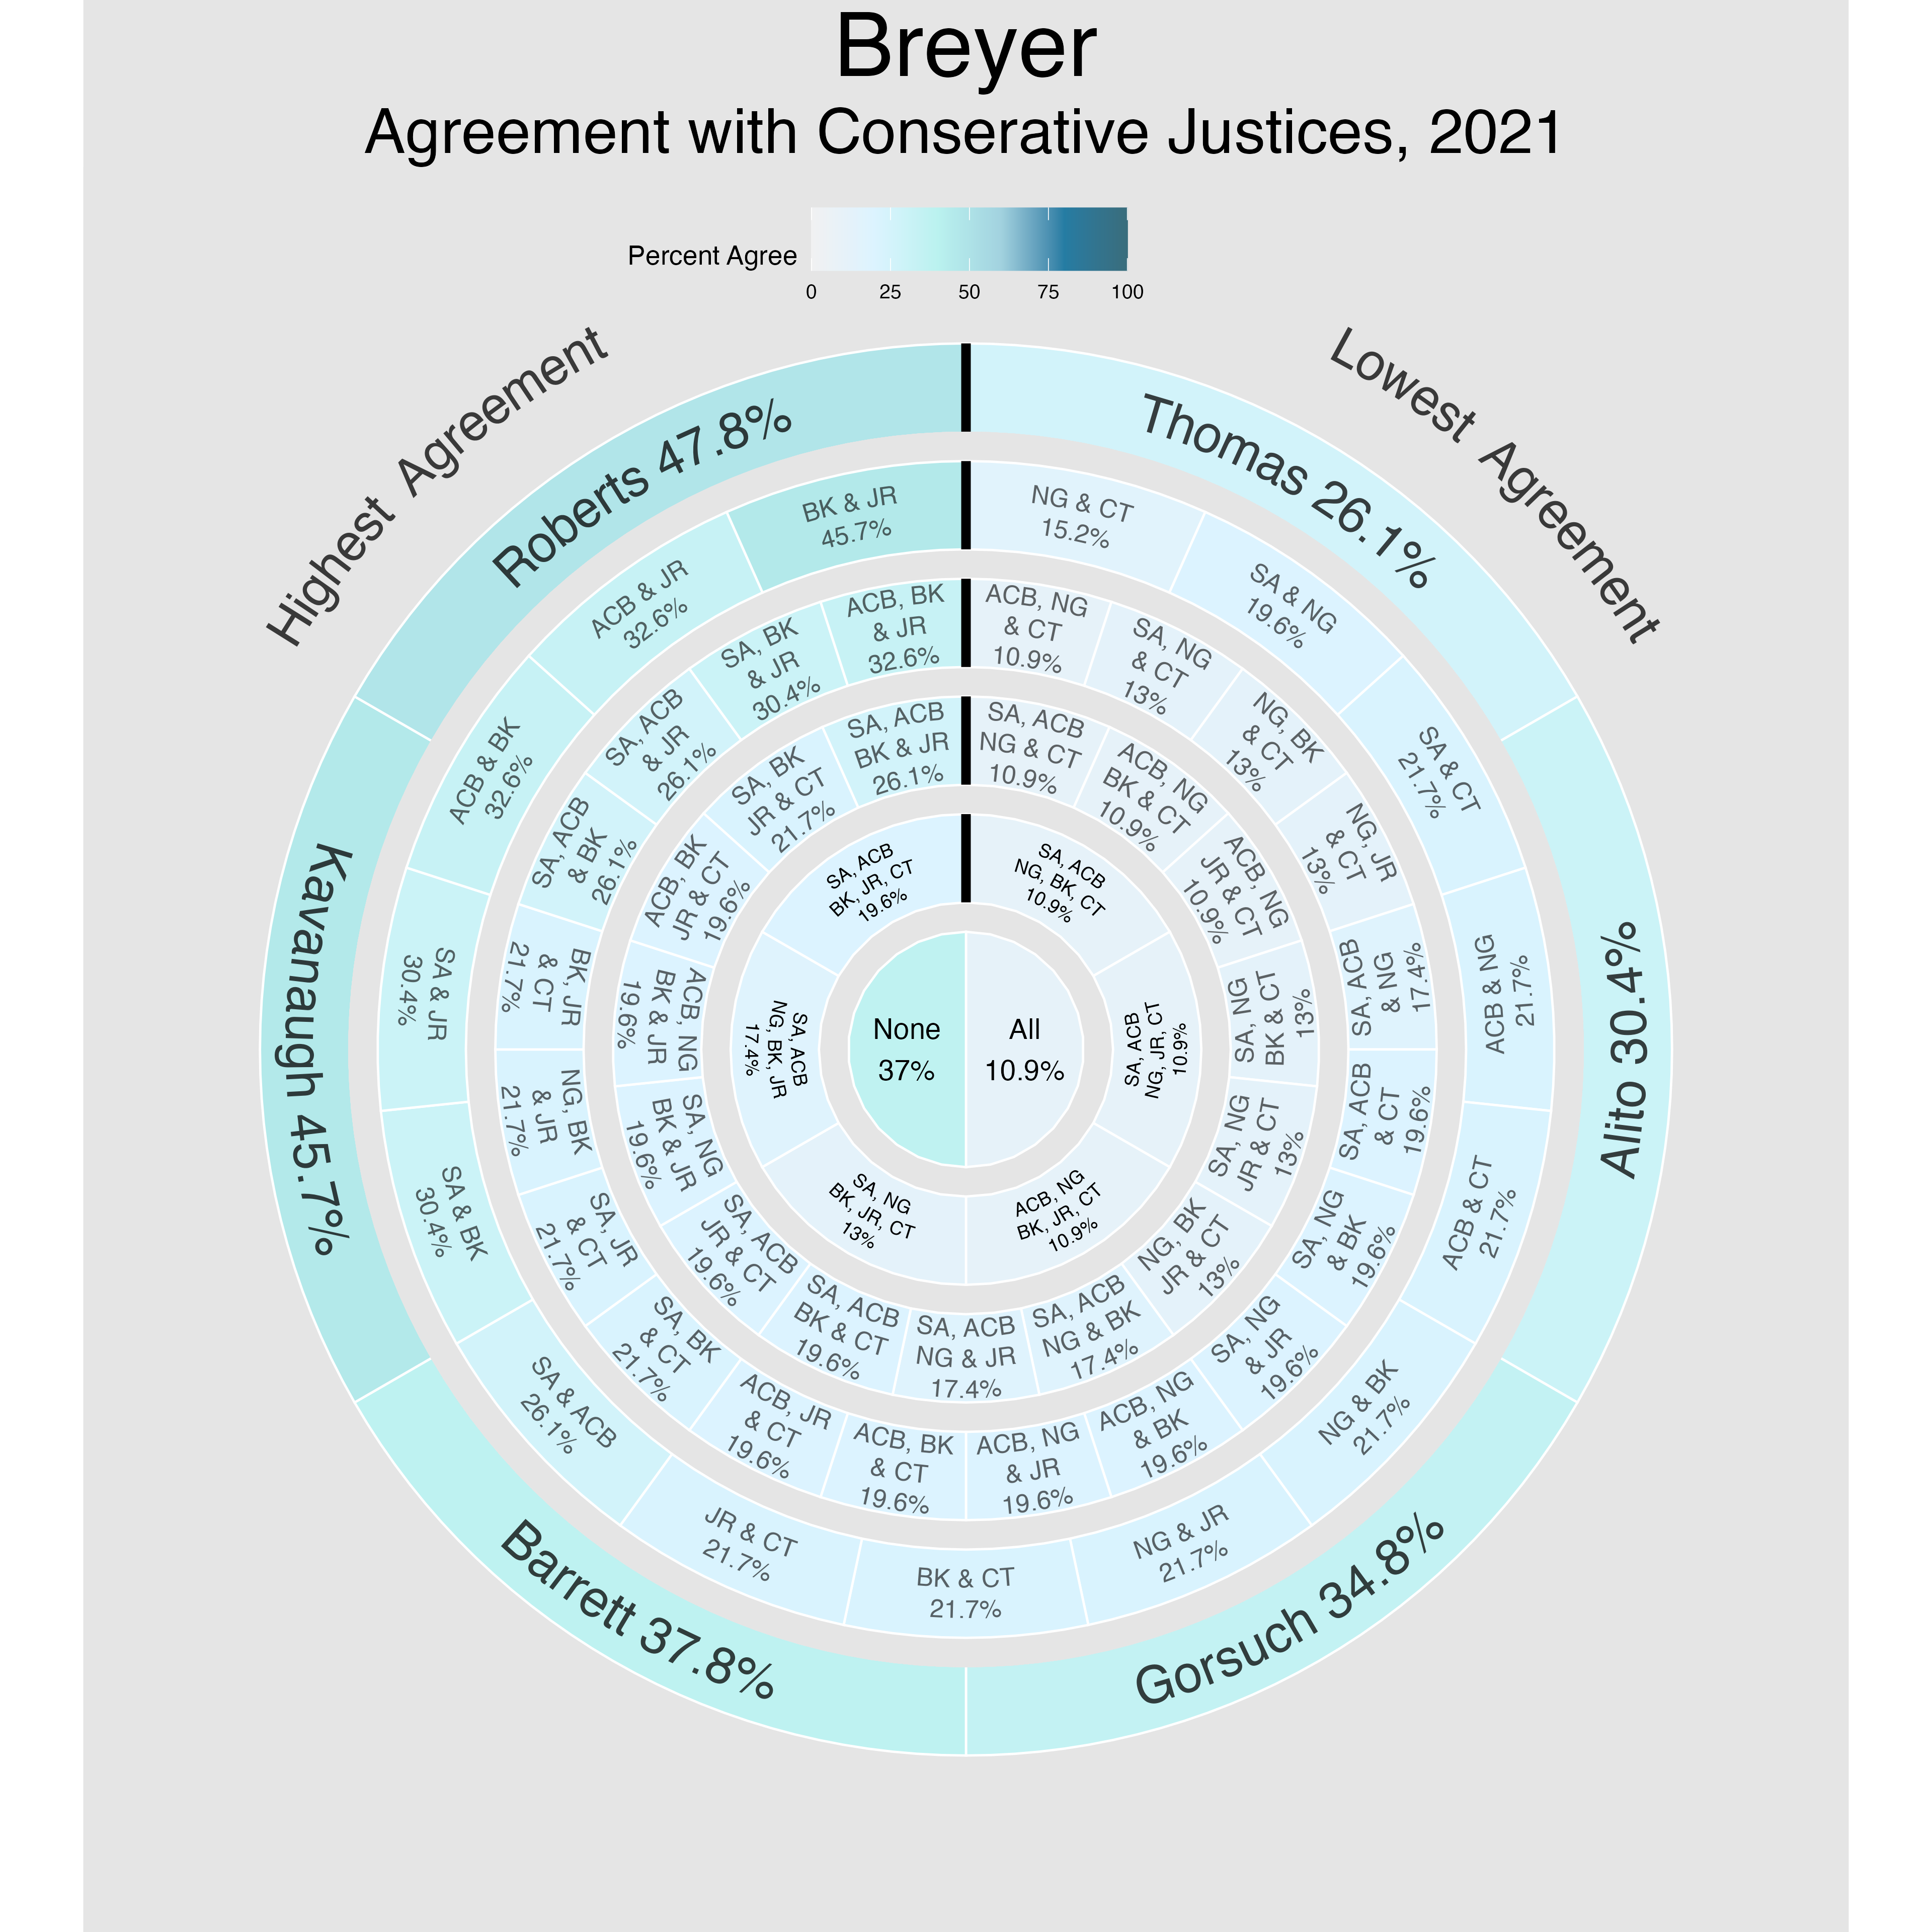 Breyer
Agreement with Conserative Justices, 2021
Percent Agree
0 25 50 75 100
Highest Agreement
Lowest Agreement
Thomas 26.1%
Alito 30.4%
Gorsuch 34.8%
Barrett 37.8%
Kavanaugh 45.7%
Roberts 47.8%
NG & CT
15.2%
SA & NG
19.6%
SA & CT
21.7%
ACB & NG
21.7%
ACB & CT
21.7%
NG & BK
21.7%
NG & JR
21.7%
BK & CT
21.7%
JR & CT
21.7%
SA & ACB
26.1%
SA & BK
30.4%
SA & JR
30.4%
ACB & BK
32.6%
ACB & JR
32.6%
BK & JR
45.7%
ACB, NG
& CT
10.9%
SA, NG
& CT
13%
NG, BK
& CT
13%
NG, JR
& CT
13%
SA, ACB
& NG
17.4%
SA, ACB
& CT
19.6%
SA, NG
& BK
19.6%
SA, NG
& JR
19.6%
ACB, NG
& BK
19.6%
ACB, NG
& JR
19.6%
ACB, BK
& CT
19.6%
ACB, JR
& CT
19.6%
SA, BK
& CT
21.7%
SA, JR
& CT
21.7%
NG, BK
& JR
21.7%
BK, JR
& CT
21.7%
SA, ACB
& BK
26.1%
SA, ACB
& JR
26.1%
SA, BK
& JR
30.4%
ACB, BK
& JR
32.6%
SA, ACB
NG & CT
10.9%
ACB, NG
BK & CT
10.9%
ACB, NG
JR & CT
10.9%
SA, NG
BK & CT
13%
SA, NG
JR & CT
13%
NG, BK
JR & CT
13%
SA, ACB
NG & BK
17.4%
SA, ACB
NG & JR
17.4%
SA, ACB
BK & CT
19.6%
SA, ACB
JR & CT
19.6%
SA, NG
BK & JR
19.6%
ACB, NG
BK & JR
19.6%
ACB, BK
JR & CT
19.6%
SA, BK
JR & CT
21.7%
SA, ACB
BK & JR
26.1%
SA, ACB
NG, BK, CT
10.9%
SA, ACB
NG, JR, CT
10.9%
ACB, NG
BK, JR, CT
10.9%
SA, NG
BK, JR, CT
13%
SA, ACB
NG, BK, JR
17.4%
SA, ACB
BK, JR, CT
19.6%
None
37%
All
10.9%